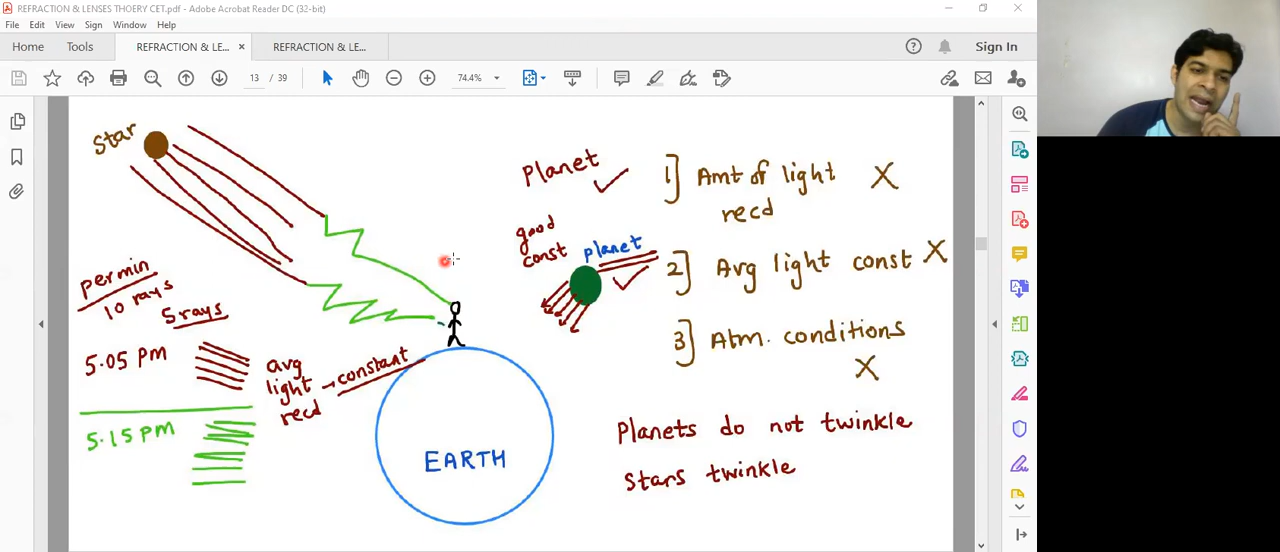 REFRACTION & LENSES THOERY CET.pdf - Adobe Acrobat Reader DC (32-bit)
File Edit View Sign Window Help
Home Tools REFRACTION & LE... × REFRACTION & LE... Sign In
13 / 39 74.4%
Star
per min
10 rays
5 rays
5.05 PM
avg
light
recd
→ constant
5.15 PM
EARTH
Planet
good
const
planet
1] Amt of light
recd
X
2] Avg light const X
3] Atm. conditions
X
Planets do not twinkle
Stars twinkle